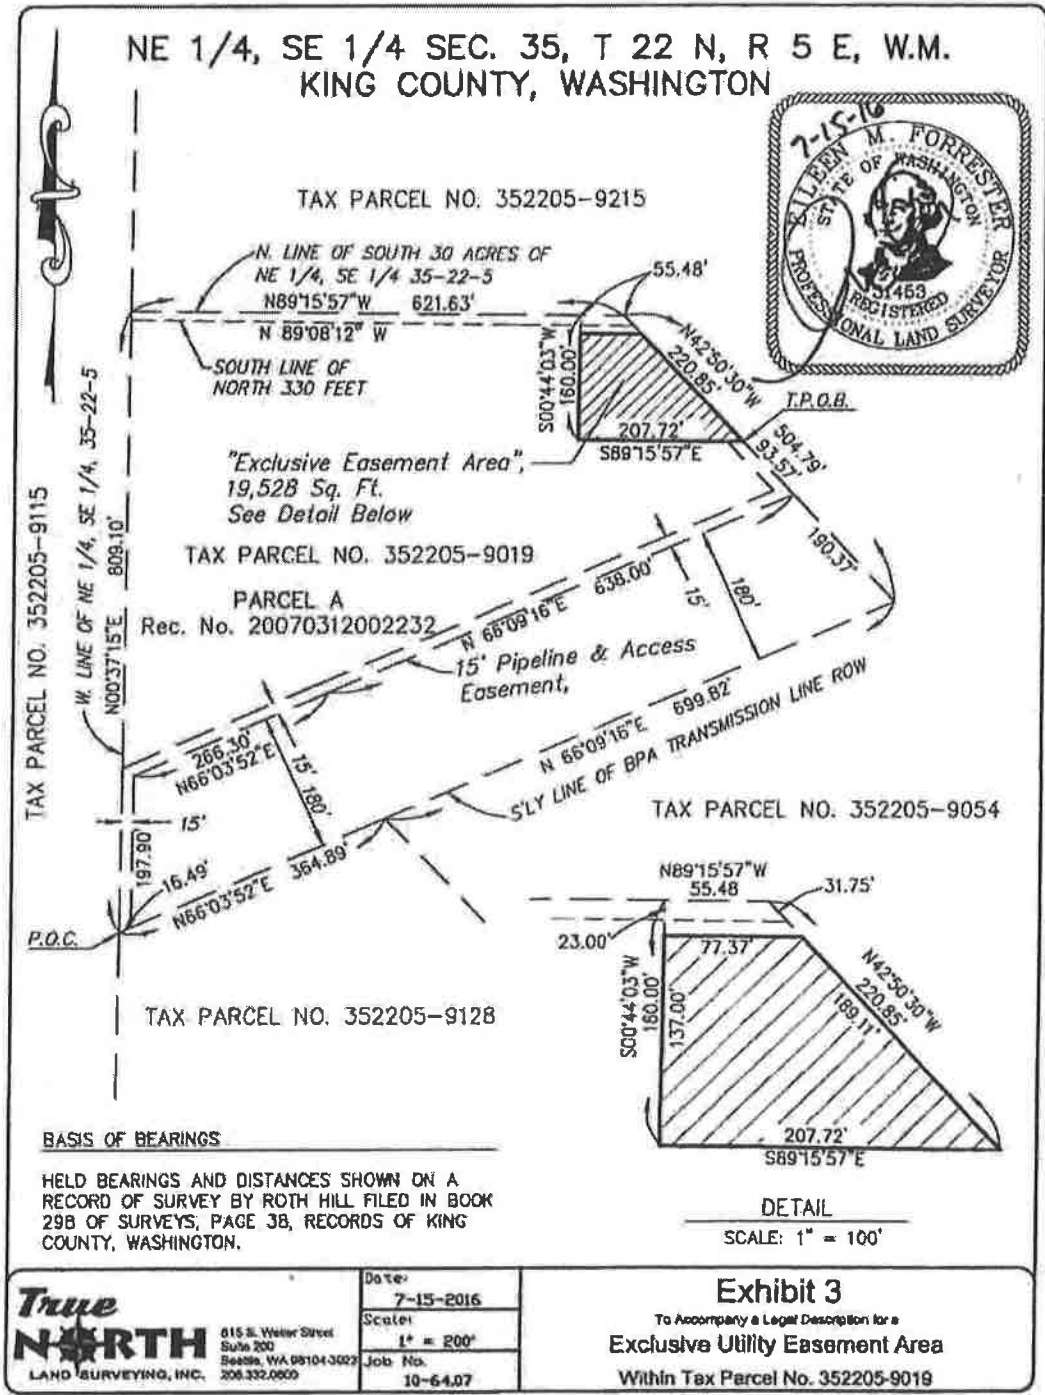 NE 1/4, SE 1/4 SEC. 35, T 22 N, R 5 E, W.M.
KING COUNTY, WASHINGTON
7-15-16
EILEEN M. FORRESTER
STATE OF WASHINGTON
31453
REGISTERED
PROFESSIONAL LAND SURVEYOR
TAX PARCEL NO. 352205-9215
N. LINE OF SOUTH 30 ACRES OF
NE 1/4, SE 1/4 35-22-5
55.48'
N89°15'57"W 621.63'
N 89°08'12" W
SOUTH LINE OF
NORTH 330 FEET
S00°44'03"W
160.00'
N42°50'30"W
220.85'
T.P.O.B.
207.72'
S89°15'57"E
504.79'
93.57'
"Exclusive Easement Area",
19,528 Sq. Ft.
See Detail Below
190.37'
TAX PARCEL NO. 352205-9115
W. LINE OF NE 1/4, SE 1/4, 35-22-5
N00°37'15"E 809.10'
TAX PARCEL NO. 352205-9019
PARCEL A
Rec. No. 20070312002232
N 66°09'16"E 638.00'
15'
180'
15' Pipeline & Access
Easement,
266.30'
N66°03'52"E
15'
180'
N 66°09'16"E 699.82'
S'LY LINE OF BPA TRANSMISSION LINE ROW
15'
197.90'
16.49'
N66°03'52"E 364.89'
P.O.C.
TAX PARCEL NO. 352205-9054
TAX PARCEL NO. 352205-9128
N89°15'57"W
55.48
31.75'
23.00'
77.37'
S00°44'03"W
160.00'
137.00'
N42°50'30"W
220.85'
189.11'
207.72'
S89°15'57"E
DETAIL
SCALE: 1" = 100'
BASIS OF BEARINGS
HELD BEARINGS AND DISTANCES SHOWN ON A
RECORD OF SURVEY BY ROTH HILL FILED IN BOOK
298 OF SURVEYS, PAGE 38, RECORDS OF KING
COUNTY, WASHINGTON.
True
NORTH
LAND SURVEYING, INC.
815 S. Weller Street
Suite 200
Seattle, WA 98104-3022
206.332.0800
Date:
7-15-2016
Scale:
1" = 200'
Job No.
10-64.07
Exhibit 3
To Accompany a Legal Description for a
Exclusive Utility Easement Area
Within Tax Parcel No. 352205-9019